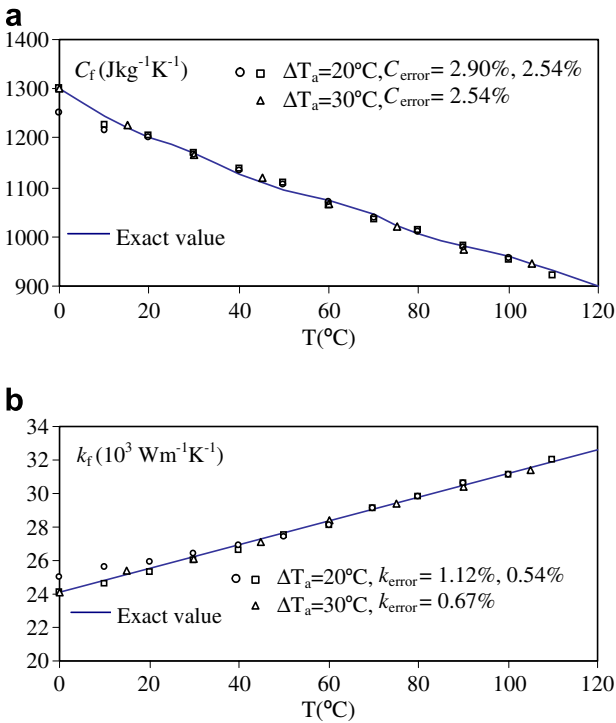 a
1400
C_f (Jkg⁻¹K⁻¹)
ΔT_a=20°C, C_error= 2.90%, 2.54%
ΔT_a=30°C, C_error= 2.54%
1300
1200
1100
1000
900
Exact value
0 20 40 60 80 100 120
T(°C)
b
34
k_f (10³ Wm⁻¹K⁻¹)
32
30
28
26
24
22
20
ΔT_a=20°C, k_error= 1.12%, 0.54%
ΔT_a=30°C, k_error= 0.67%
Exact value
0 20 40 60 80 100 120
T(°C)